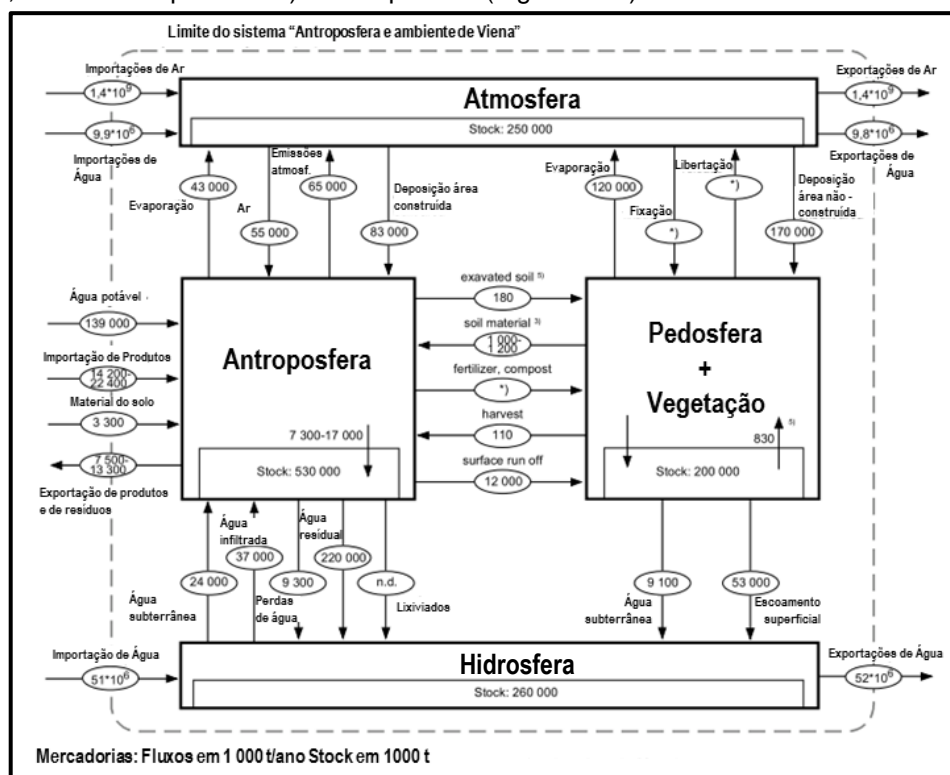 Limite do sistema “Antroposfera e ambiente de Viena”
Importações de Ar
1,4*10⁹
9,9*10⁶
Importações de
Água
Atmosfera
Stock: 250 000
Exportações de Ar
1,4*10⁹
9,8*10⁶
Exportações de
Água
43 000
Evaporação
Ar
55 000
Emissões
atmosf.
65 000
Deposição área
construída
83 000
Evaporação
120 000
Fixação
*)
Libertação
*)
Deposição
área não -
construída
170 000
Água potável
139 000
Importação de Produtos
14 200-
22 400
Material do solo
3 300
7 500-
13 300
Exportação de produtos
e de resíduos
Antroposfera
7 300-17 000
Stock: 530 000
exavated soil ⁵⁾
180
soil material ³⁾
1 000-
1 200
fertilizer, compost
*)
harvest
110
surface run off
12 000
Pedosfera
+
Vegetação
830 ⁵⁾
Stock: 200 000
24 000
Água
subterrânea
Água
infiltrada
37 000
Perdas
de água
9 300
Água
resídual
220 000
n.d.
Lixiviados
9 100
Água
subterrânea
53 000
Escoamento
superficial
Importação de Água
51*10⁶
Hidrosfera
Stock: 260 000
Exportações de Água
52*10⁶
Mercadorias: Fluxos em 1 000 t/ano Stock em 1000 t